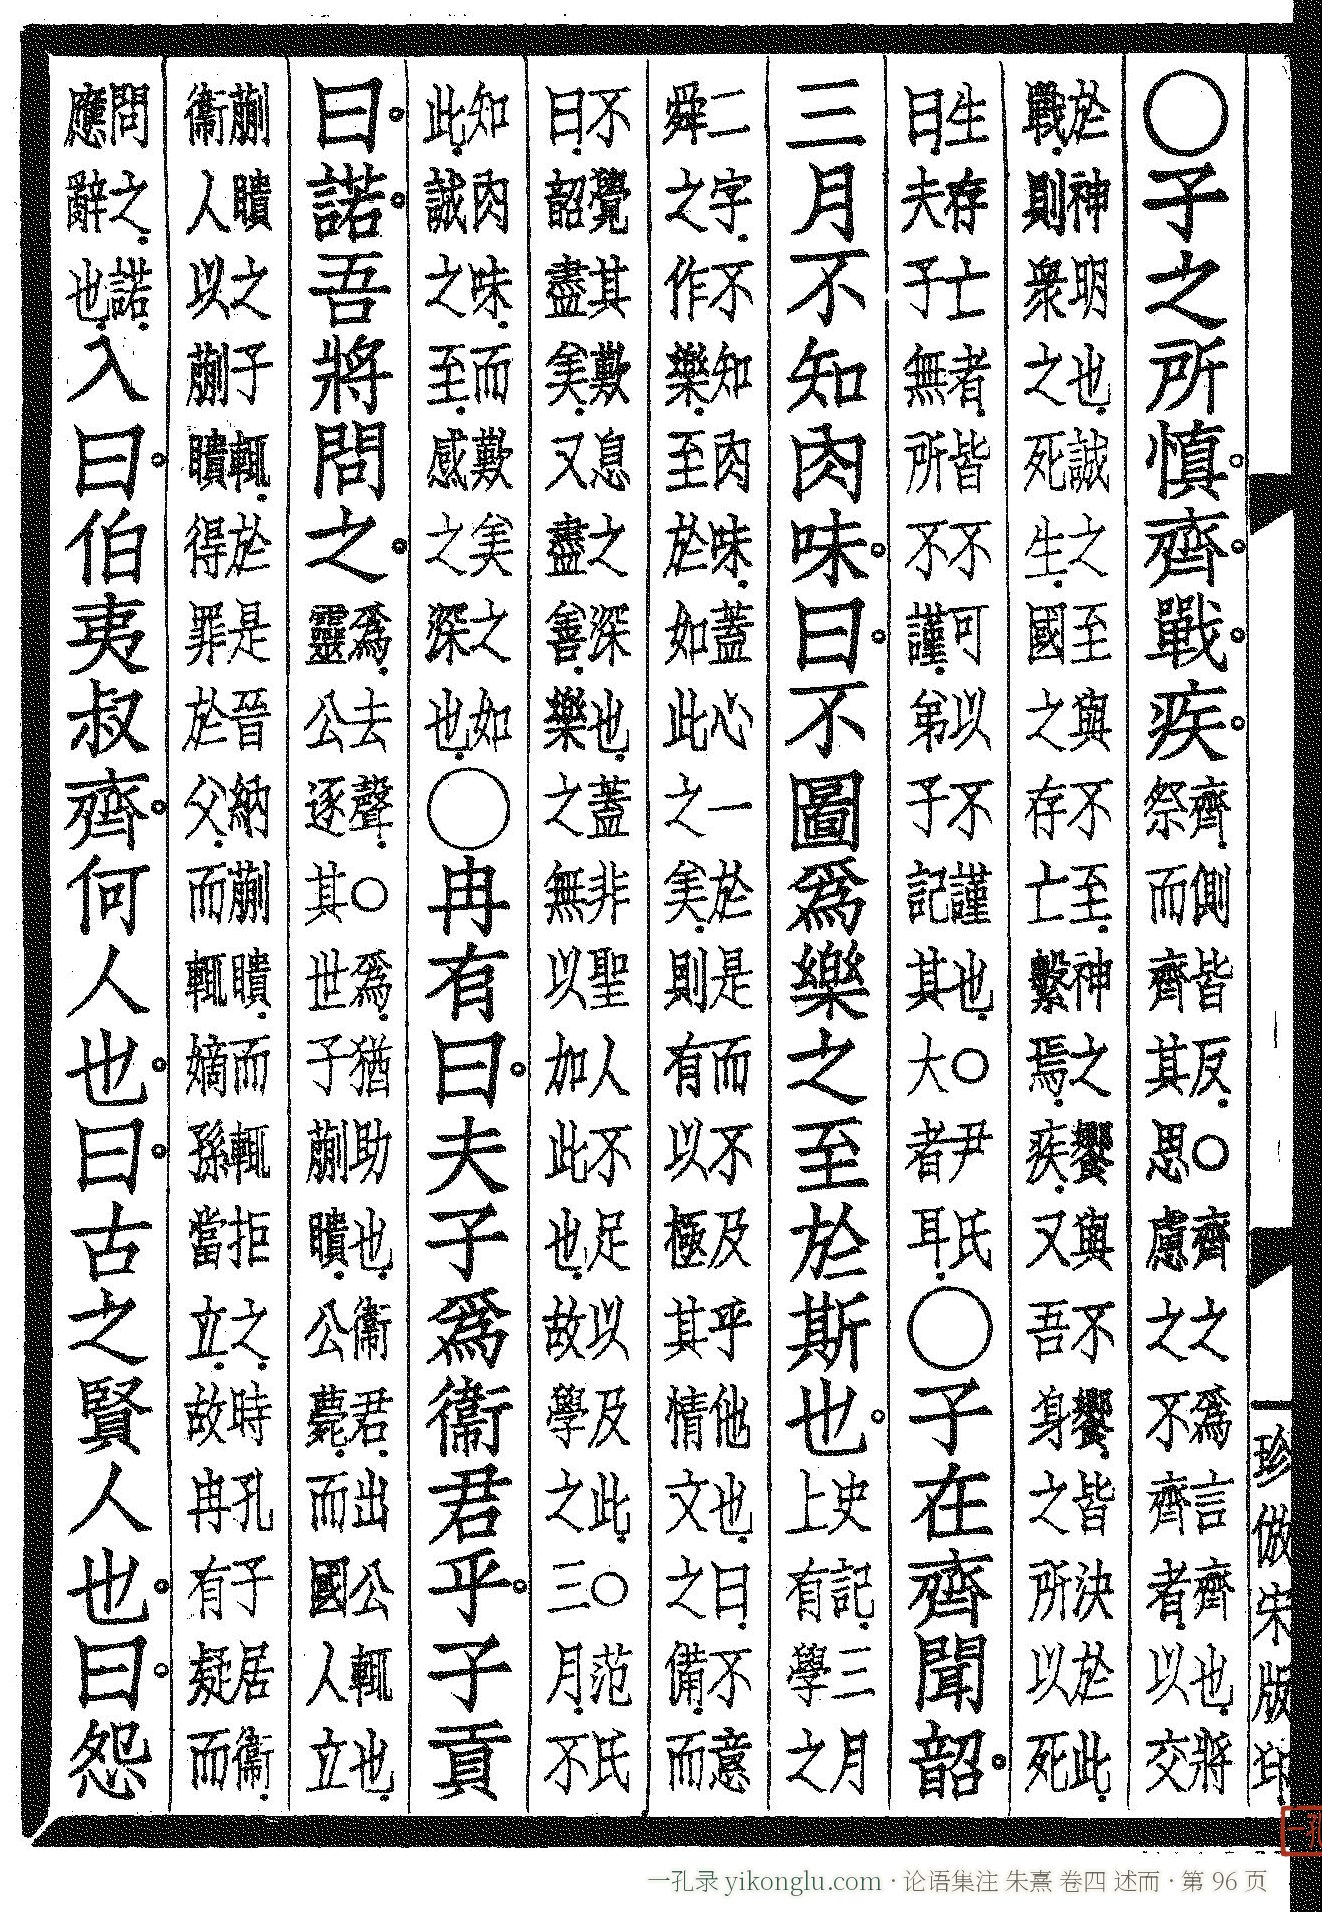 珍倣宋版印
○子之所慎齊戰疾齊側皆反○齊之爲言齊也將祭而齊其思慮之不齊者以交
於神明也誠之至與不至神之饗與不饗皆決於此戰則衆之死生國之存亡繫焉疾又吾身之所以死
生存亡者皆不可以不謹也○尹氏曰夫子無所不謹弟子記其大者耳○子在齊聞韶
三月不知肉味曰不圖爲樂之至於斯也史記三月上有學之
二字不知肉味蓋心一於是而不及乎他也曰不意舜之作樂至於如此之美則有以極其情文之備而
不覺其歎息之深也蓋非聖人不足以及此○范氏曰韶盡美又盡善樂之無以加此也故學之三月不
知肉味而歎美之如此誠之至感之深也○冉有曰夫子爲衞君乎子貢
曰諾吾將問之爲去聲○爲猶助也衞君出公輒也靈公逐其世子蒯聵公薨而國人立
蒯聵之子輒於是晉納蒯聵而輒拒之時孔子居衞衞人以蒯聵得罪於父而輒嫡孫當立故冉有疑而
問之諾應辭也入曰伯夷叔齊何人也曰古之賢人也曰怨
一孔录 yikonglu.com · 论语集注 朱熹 卷四 述而 · 第 96 页
一孔